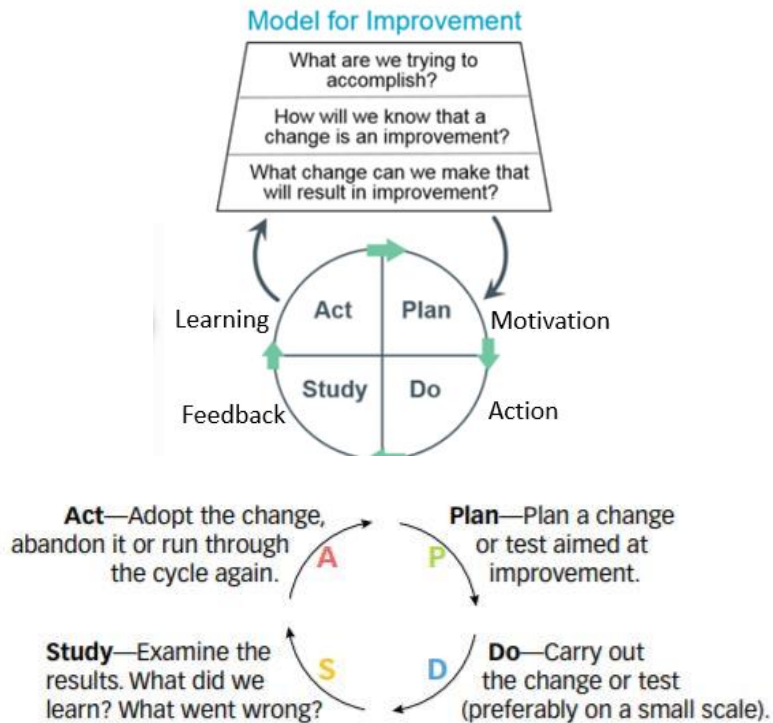 Model for Improvement
What are we trying to
accomplish?
How will we know that a
change is an improvement?
What change can we make that
will result in improvement?
Act
Plan
Learning
Motivation
Study
Do
Feedback
Action
Act—Adopt the change,
abandon it or run through
the cycle again.
A
P
Plan—Plan a change
or test aimed at
improvement.
Study—Examine the
results. What did we
learn? What went wrong?
S
D
Do—Carry out
the change or test
(preferably on a small scale).